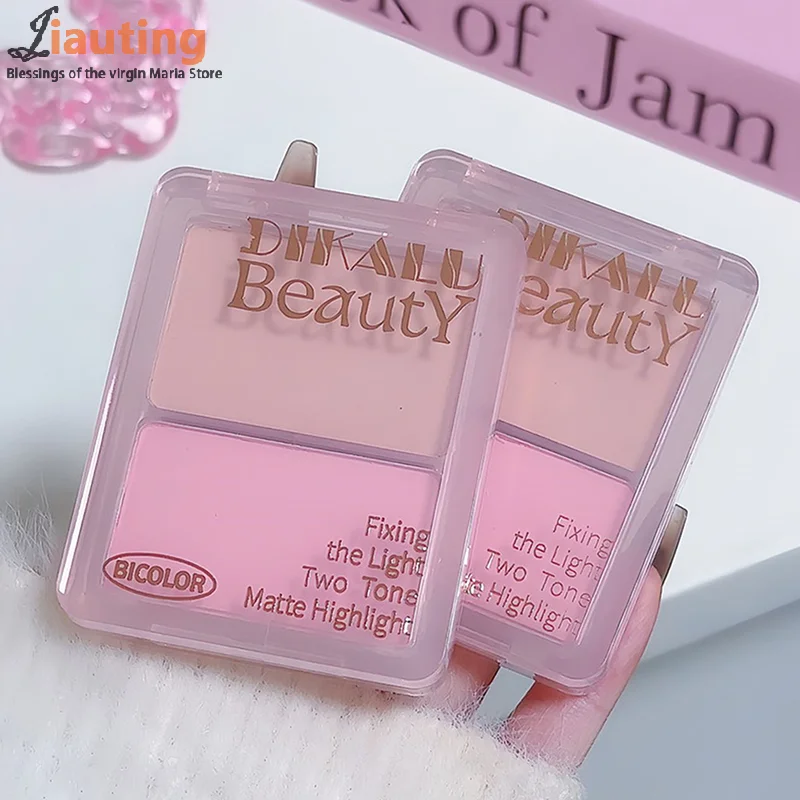 Liauting
Blessings of the virgin Maria Store
k of Jam
DIKALU
BeautY
BICOLOR
Fixing
the Light
Two Tone
Matte Highlight
DIKALU
eautY
Fixing
the Light
Two Tone
Highlight